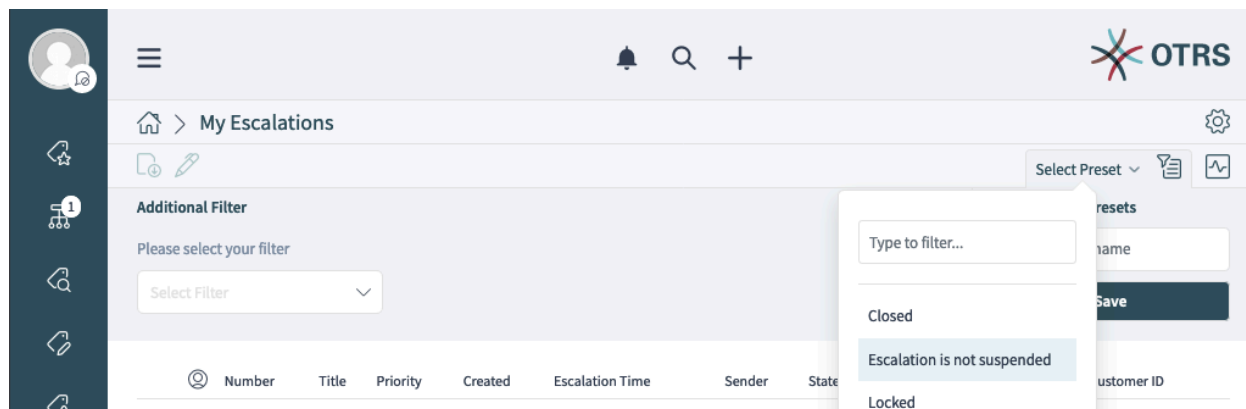 OTRS
My Escalations
1
Select Preset
Additional Filter
resets
Please select your filter
Type to filter...
name
Select Filter
Save
Closed
Escalation is not suspended
Number Title Priority Created Escalation Time Sender State ustomer ID
Locked